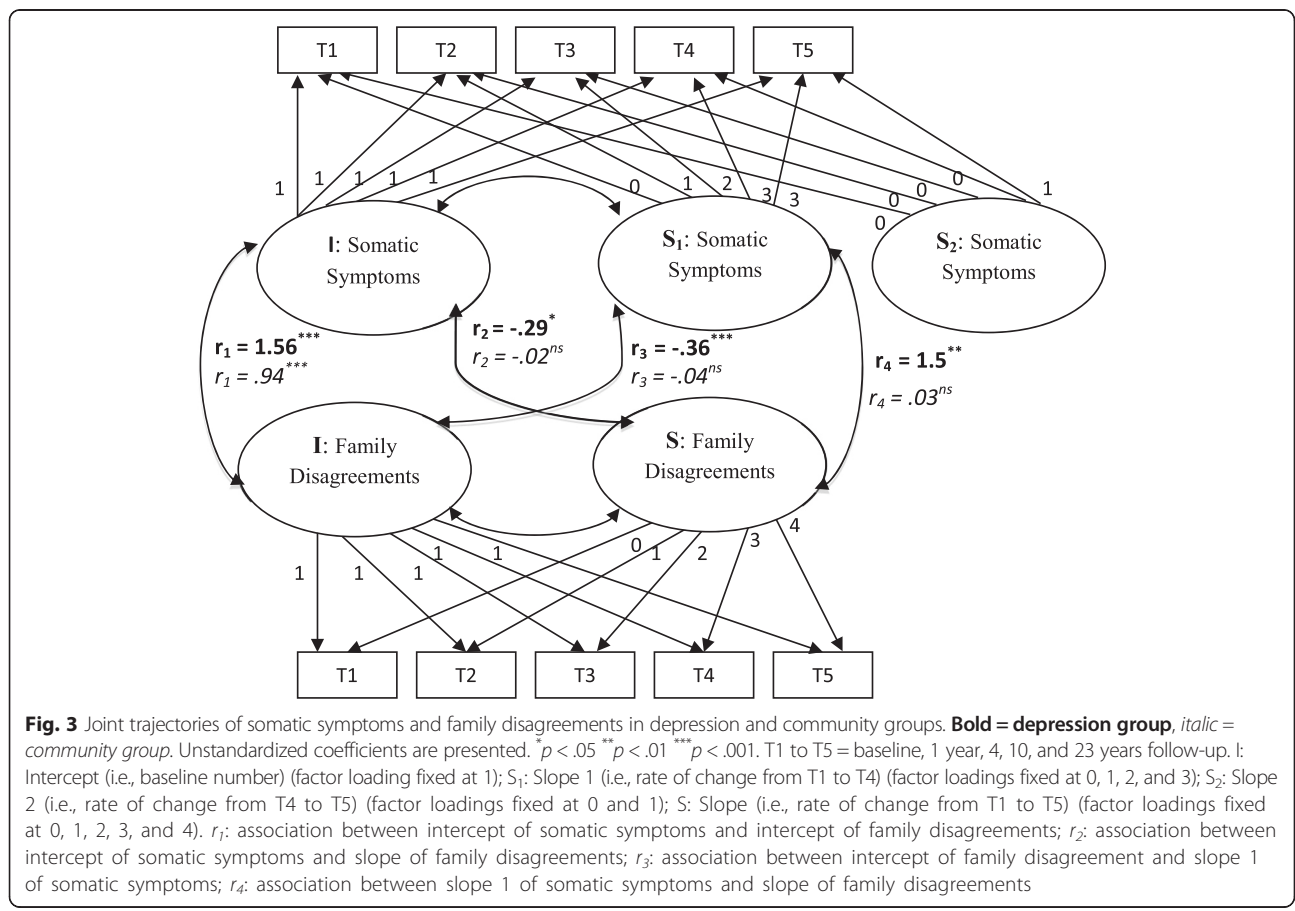 T1 T2 T3 T4 T5
1 1 1 1 1 0 1 2 3 3 0 0 0 0 1
I: Somatic
Symptoms
S1: Somatic
Symptoms
S2: Somatic
Symptoms
r1 = 1.56***
r1 = .94***
r2 = -.29*
r2 = -.02ns
r3 = -.36***
r3 = -.04ns
r4 = 1.5**
r4 = .03ns
I: Family
Disagreements
S: Family
Disagreements
1 1 1 1 1 0 1 2 3 4
T1 T2 T3 T4 T5
Fig. 3 Joint trajectories of somatic symptoms and family disagreements in depression and community groups. Bold = depression group, italic =
community group. Unstandardized coefficients are presented. *p < .05 **p < .01 ***p < .001. T1 to T5 = baseline, 1 year, 4, 10, and 23 years follow-up. I:
Intercept (i.e., baseline number) (factor loading fixed at 1); S1: Slope 1 (i.e., rate of change from T1 to T4) (factor loadings fixed at 0, 1, 2, and 3); S2: Slope
2 (i.e., rate of change from T4 to T5) (factor loadings fixed at 0 and 1); S: Slope (i.e., rate of change from T1 to T5) (factor loadings fixed
at 0, 1, 2, 3, and 4). r1: association between intercept of somatic symptoms and intercept of family disagreements; r2: association between
intercept of somatic symptoms and slope of family disagreements; r3: association between intercept of family disagreement and slope 1
of somatic symptoms; r4: association between slope 1 of somatic symptoms and slope of family disagreements